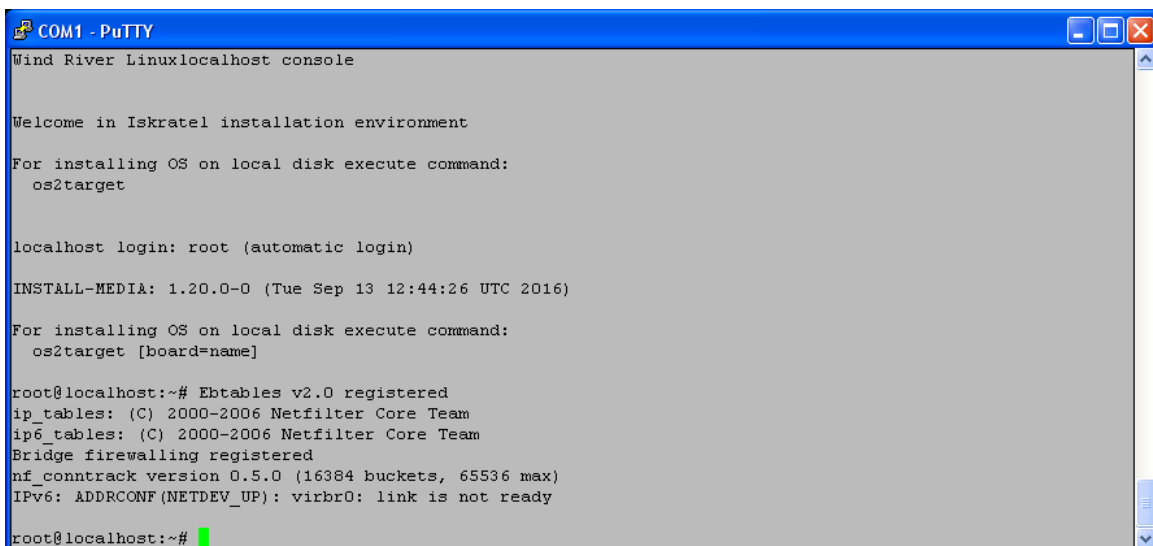 COM1 - PuTTY
Wind River Linuxlocalhost console
Welcome in Iskratel installation environment
For installing OS on local disk execute command:
os2target
localhost login: root (automatic login)
INSTALL-MEDIA: 1.20.0-0 (Tue Sep 13 12:44:26 UTC 2016)
For installing OS on local disk execute command:
os2target [board=name]
root@localhost:~# Ebtables v2.0 registered
ip_tables: (C) 2000-2006 Netfilter Core Team
ip6_tables: (C) 2000-2006 Netfilter Core Team
Bridge firewalling registered
nf_conntrack version 0.5.0 (16384 buckets, 65536 max)
IPv6: ADDRCONF(NETDEV_UP): virbr0: link is not ready
root@localhost:~#